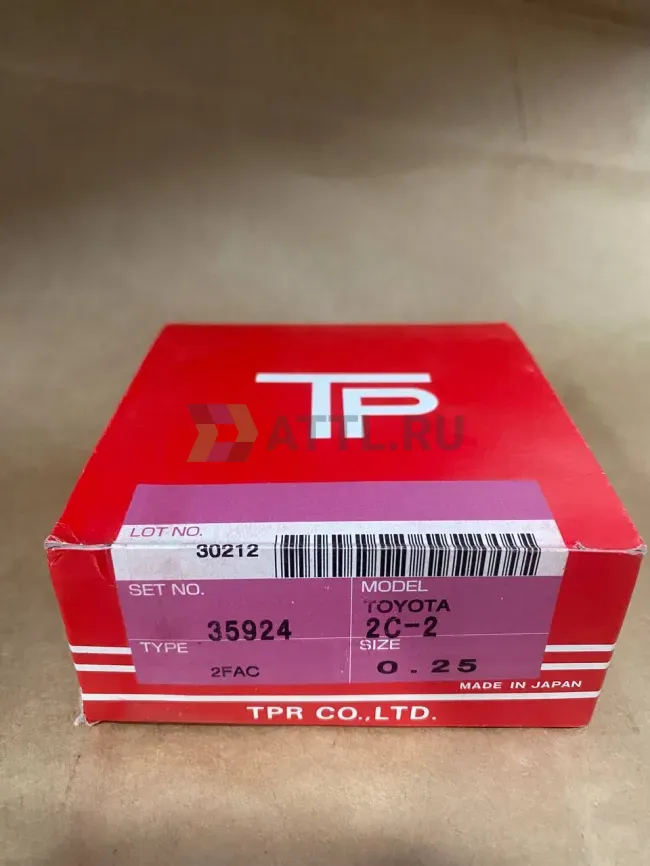 TP
ATTL.RU
LOT NO.
30212
SET NO.
35924
MODEL
TOYOTA
2C-2
TYPE
2FAC
SIZE
0.25
MADE IN JAPAN
TPR CO.,LTD.